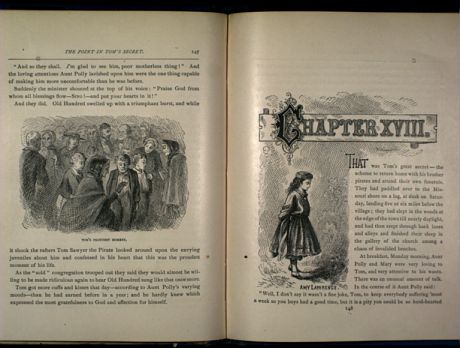 THE POINT IN TOM'S SECRET. 147
"And so they shall. I'm glad to see him, poor motherless thing!" And
the loving attentions Aunt Polly lavished upon him were the one thing capable
of making him more uncomfortable than he was before.
Suddenly the minister shouted at the top of his voice: "Praise God from
whom all blessings flow—SING!—and put your hearts in it!"
And they did. Old Hundred swelled up with a triumphant burst, and while
TOM'S PROUDEST MOMENT.
it shook the rafters Tom Sawyer the Pirate looked around upon the envying
juveniles about him and confessed in his heart that this was the proudest
moment of his life.
As the "sold" congregation trooped out they said they would almost be wil-
ling to be made ridiculous again to hear Old Hundred sung like that once more.
Tom got more cuffs and kisses that day—according to Aunt Polly's varying
moods—than he had earned before in a year; and he hardly knew which
expressed the most gratefulness to God and affection for himself.
CHAPTER XVIII.
THAT was Tom's great secret—the
scheme to return home with his brother
pirates and attend their own funerals.
They had paddled over to the Mis-
souri shore on a log, at dusk on Satur-
day, landing five or six miles below the
village; they had slept in the woods at
the edge of the town till nearly daylight,
and had then crept through back lanes
and alleys and finished their sleep in
the gallery of the church among a
chaos of invalided benches.
At breakfast, Monday morning, Aunt
Polly and Mary were very loving to
Tom, and very attentive to his wants.
There was an unusual amount of talk.
In the course of it Aunt Polly said:
AMY LAWRENCE.
"Well, I don't say it wasn't a fine joke, Tom, to keep everybody suffering 'most
a week so you boys had a good time, but it is a pity you could be so hard-hearted
148